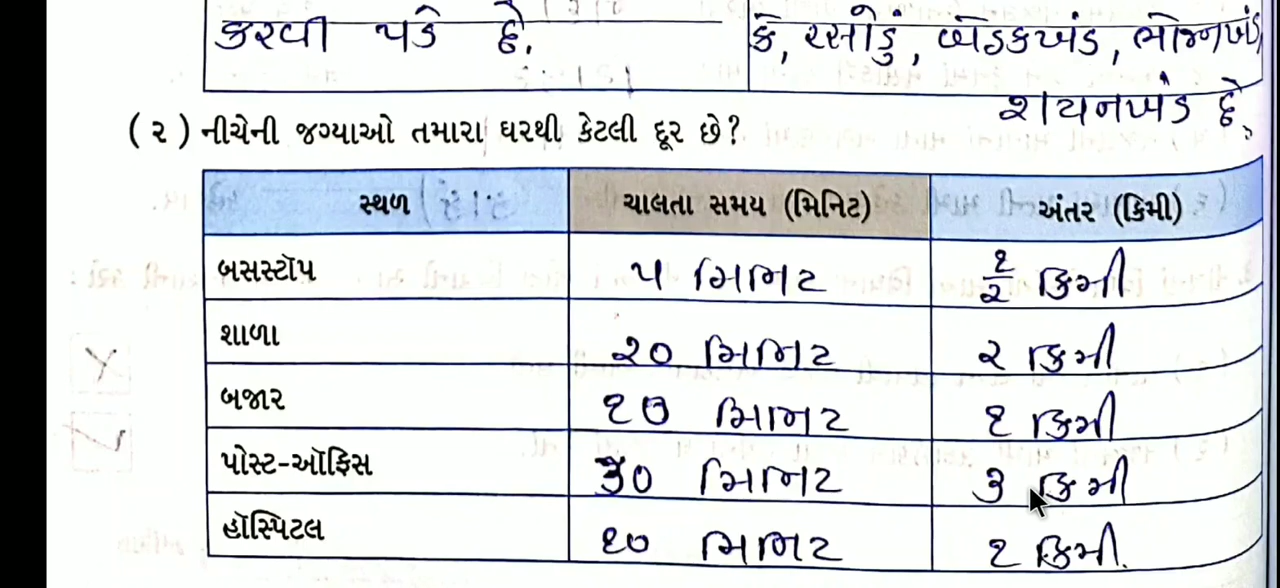 કરવી પડે છે.
કે, રસોડું, બેઠકખંડ, ભોજનખંડ,
શયનખંડ છે.
(૨) નીચેની જગ્યાઓ તમારા ઘરથી કેટલી દૂર છે?
સ્થળ ચાલતા સમય (મિનિટ) અંતર (કિમી)
બસસ્ટૉપ ૫ મિનિટ ૧/૨ કિમી
શાળા ૨૦ મિનિટ ૨ કિમી
બજાર ૧૦ મિનિટ ૧ કિમી
પોસ્ટ-ઑફિસ ૩૦ મિનિટ ૩ કિમી
હૉસ્પિટલ ૧૦ મિનિટ ૧ કિમી.